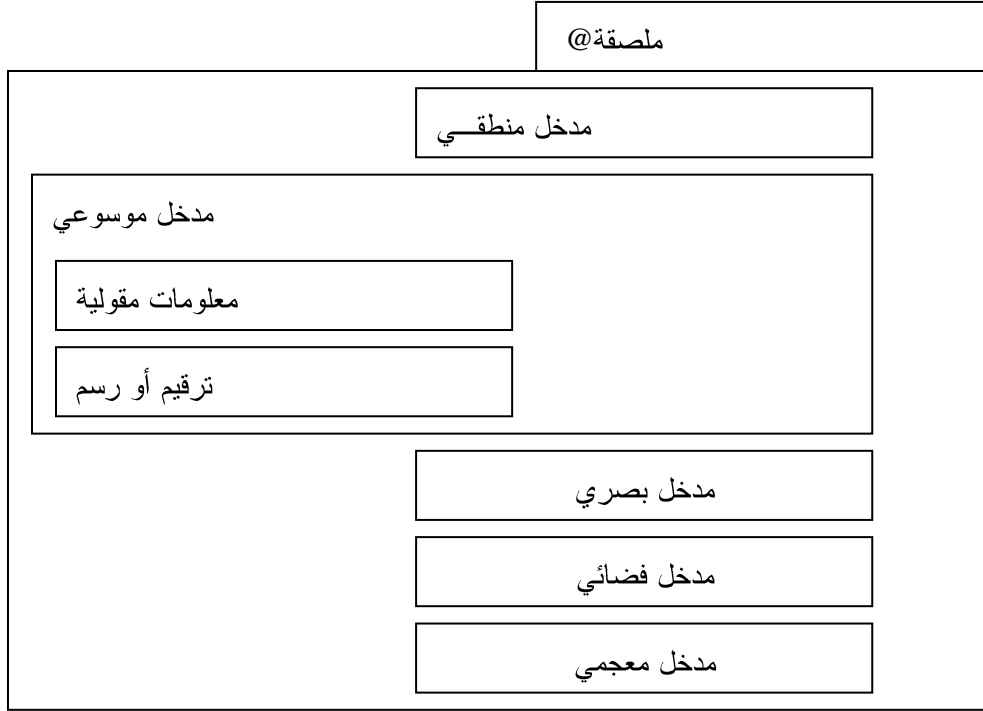 ملصقة@
مدخل منطقـــي
مدخل موسوعي
معلومات مقولية
ترقيم أو رسم
مدخل بصري
مدخل فضائي
مدخل معجمي